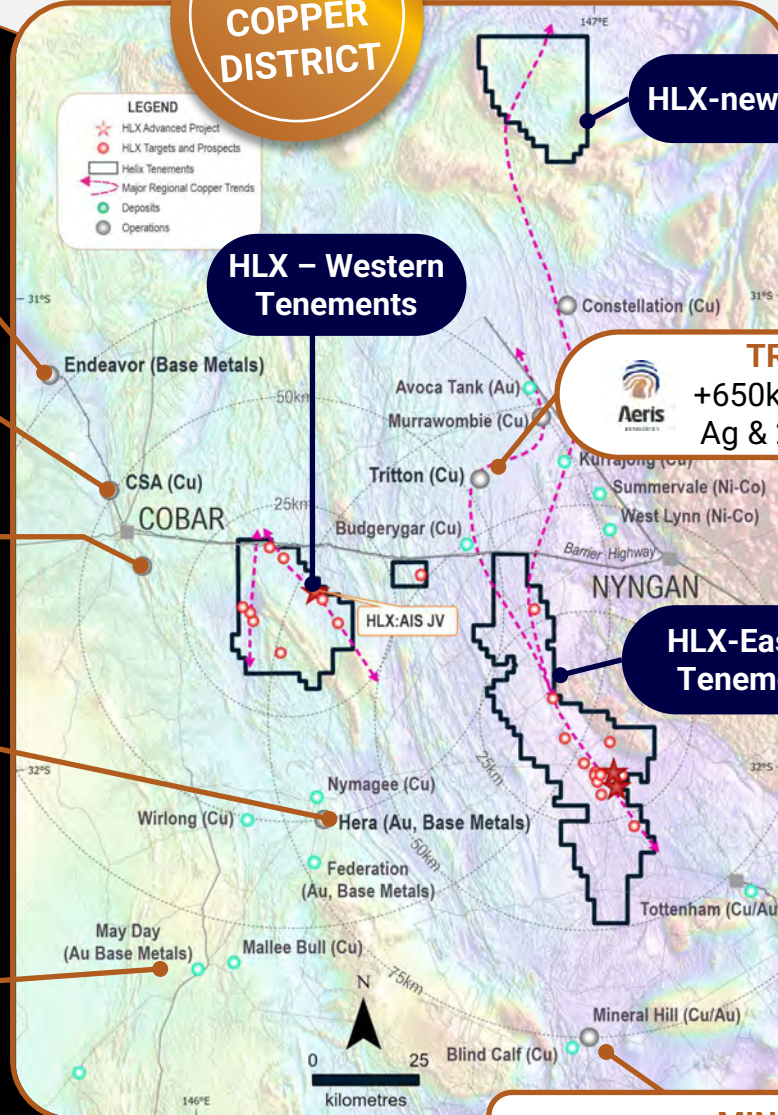 COPPER
DISTRICT
147°E
LEGEND
HLX Advanced Project
HLX Targets and Prospects
Helix Tenements
Major Regional Copper Trends
Deposits
Operations
HLX-new
HLX – Western
Tenements
31°S
31°S
Constellation (Cu)
Endeavor (Base Metals)
TR
Aeris
+650k
Ag &
50km
Avoca Tank (Au)
Murrawombie (Cu)
Kurrajong (Cu)
CSA (Cu)
Tritton (Cu)
Summervale (Ni-Co)
COBAR
25km
West Lynn (Ni-Co)
Budgerygar (Cu)
Barrier Highway
NYNGAN
HLX:AIS JV
HLX-Eas
Teneme
32°S
32°S
25km
Nymagee (Cu)
Wirlong (Cu)
Hera (Au, Base Metals)
50km
Federation
(Au, Base Metals)
Tottenham (Cu/Au
May Day
(Au Base Metals)
Mallee Bull (Cu)
75km
N
Mineral Hill (Cu/Au)
Blind Calf (Cu)
0 25
kilometres
146°E
MIN